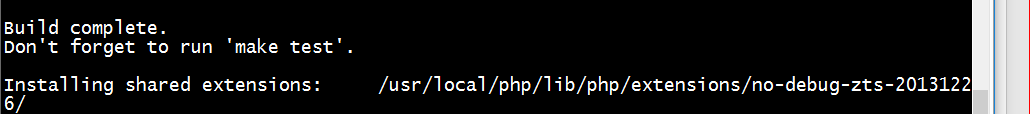 Build complete.
Don't forget to run 'make test'.
Installing shared extensions:     /usr/local/php/lib/php/extensions/no-debug-zts-2013122
6/